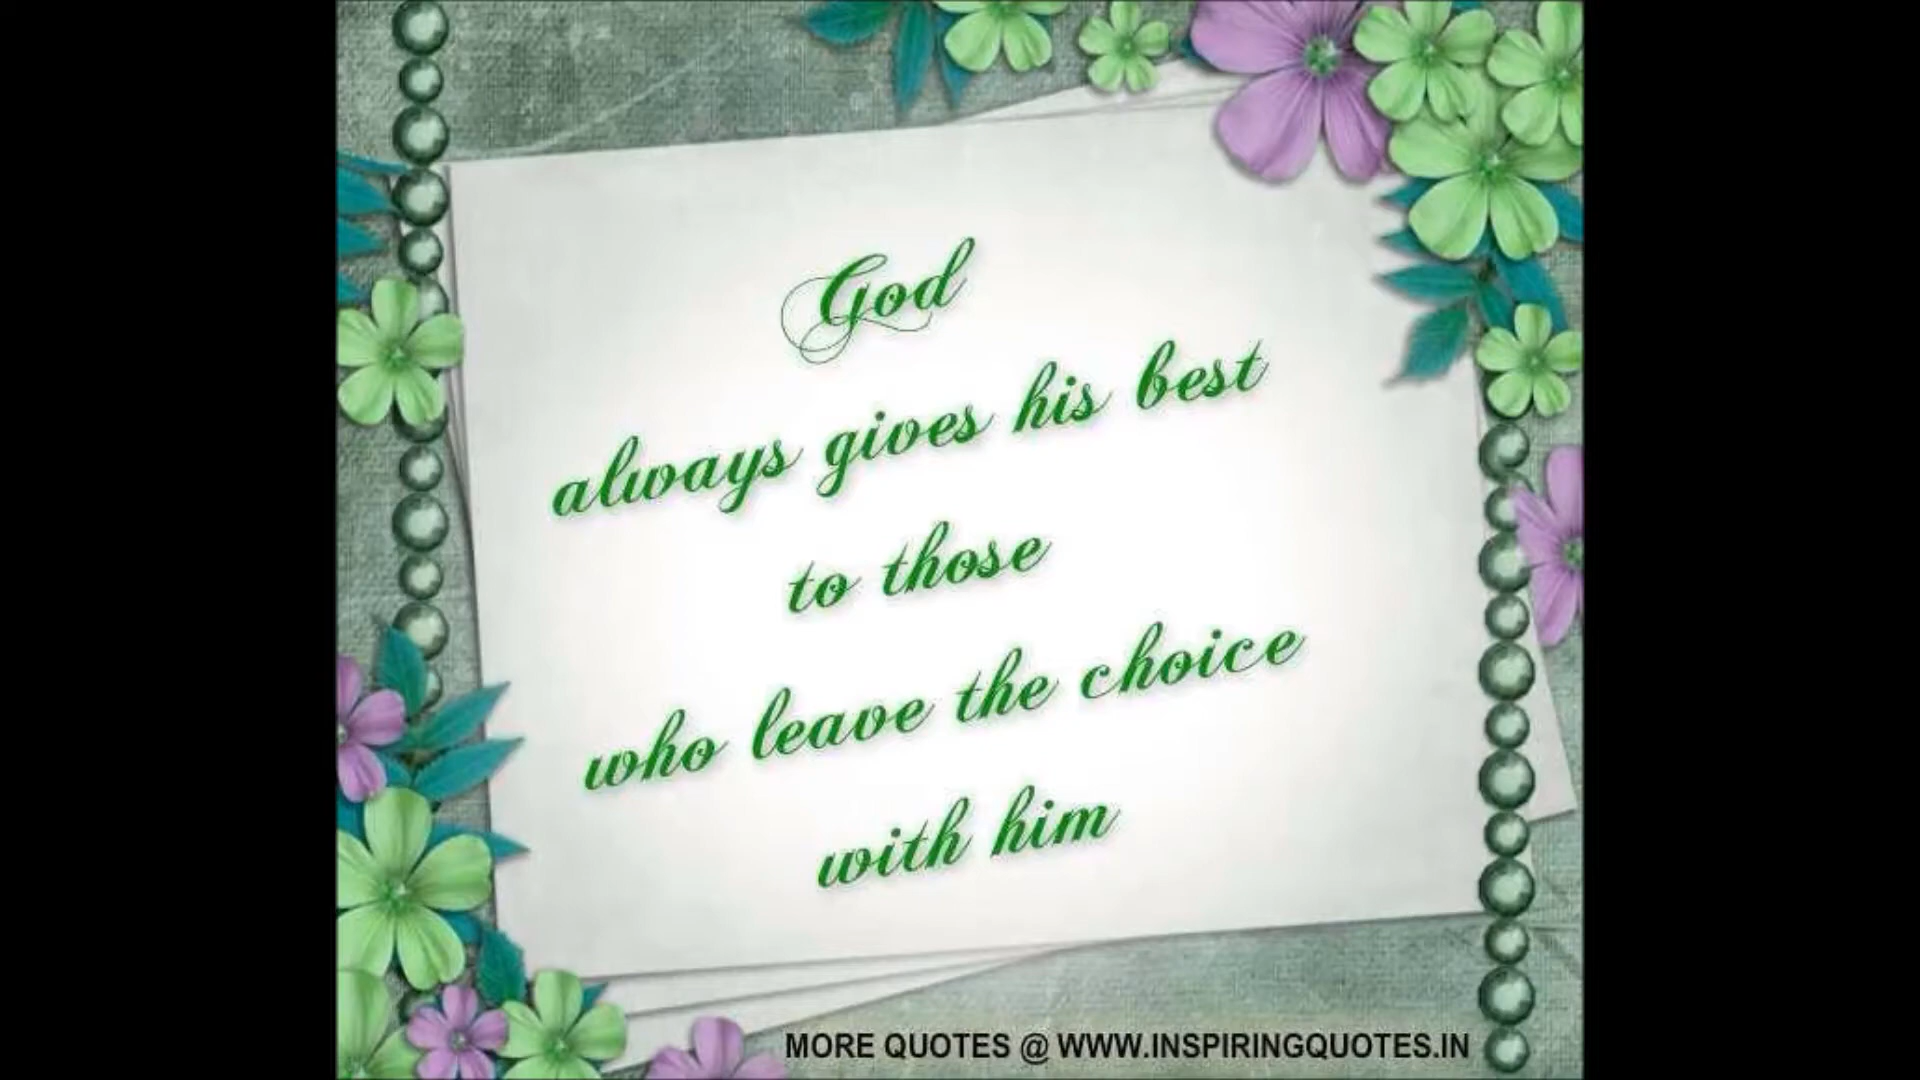 God
always gives his best
to those
who leave the choice
with him
MORE QUOTES @ WWW.INSPIRINGQUOTES.IN